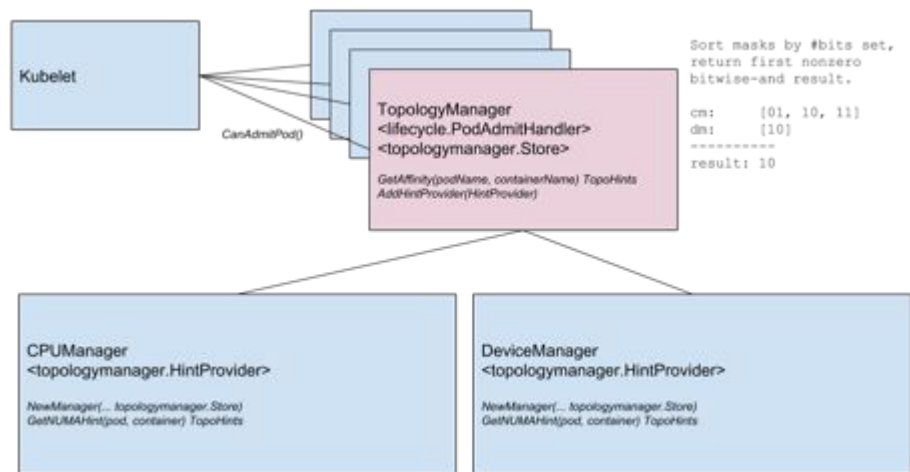 Kubelet
CanAdmitPod()
TopologyManager
<lifecycle.PodAdmitHandler>
<topologymanager.Store>
GetAffinity(podName, containerName) TopoHints
AddHintProvider(HintProvider)
Sort masks by #bits set,
return first nonzero
bitwise-and result.
cm: [01, 10, 11]
dm: [10]
----------
result: 10
CPUManager
<topologymanager.HintProvider>
NewManager(... topologymanager.Store)
GetNUMAHint(pod, container) TopoHints
DeviceManager
<topologymanager.HintProvider>
NewManager(... topologymanager.Store)
GetNUMAHint(pod, container) TopoHints